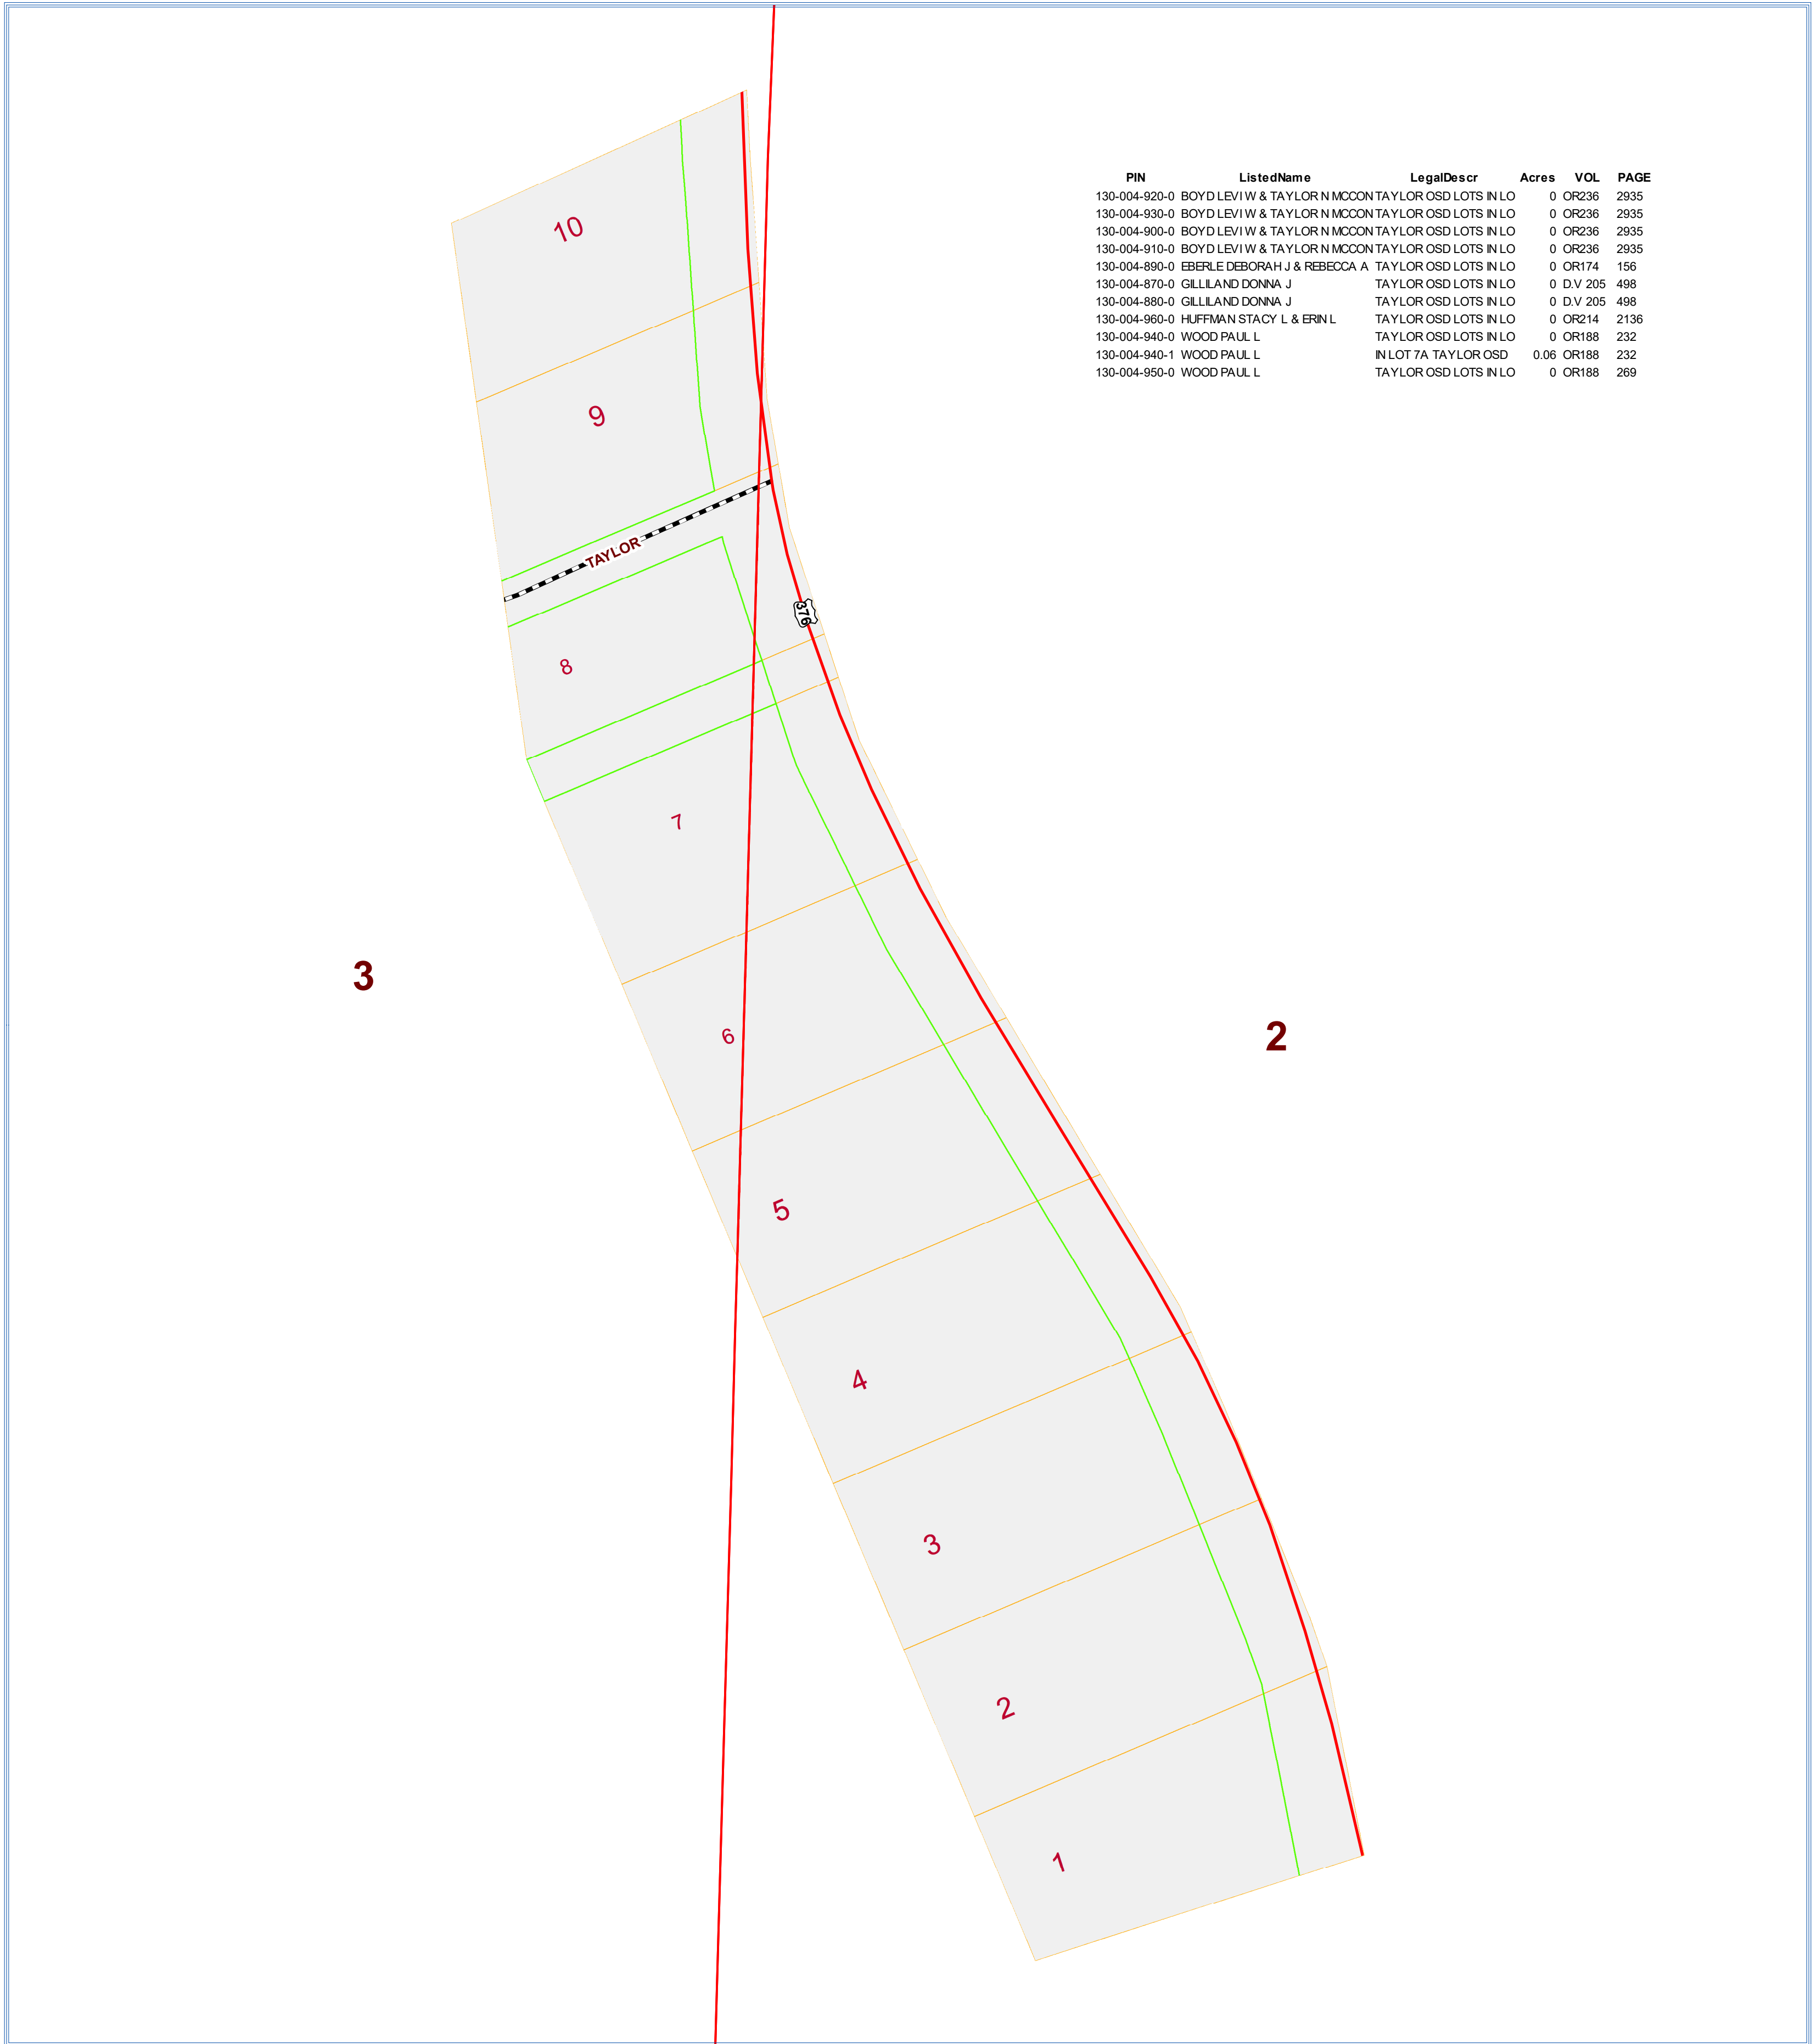 PIN ListedName LegalDescr Acres VOL PAGE
130-004-920-0 BOYD LEVI W & TAYLOR N MCCON TAYLOR OSD LOTS IN LO 0 OR236 2935
130-004-930-0 BOYD LEVI W & TAYLOR N MCCON TAYLOR OSD LOTS IN LO 0 OR236 2935
130-004-900-0 BOYD LEVI W & TAYLOR N MCCON TAYLOR OSD LOTS IN LO 0 OR236 2935
130-004-910-0 BOYD LEVI W & TAYLOR N MCCON TAYLOR OSD LOTS IN LO 0 OR236 2935
130-004-890-0 EBERLE DEBORAH J & REBECCA A TAYLOR OSD LOTS IN LO 0 OR174 156
130-004-870-0 GILLILAND DONNA J TAYLOR OSD LOTS IN LO 0 D.V 205 498
130-004-880-0 GILLILAND DONNA J TAYLOR OSD LOTS IN LO 0 D.V 205 498
130-004-960-0 HUFFMAN STACY L & ERIN L TAYLOR OSD LOTS IN LO 0 OR214 2136
130-004-940-0 WOOD PAUL L TAYLOR OSD LOTS IN LO 0 OR188 232
130-004-940-1 WOOD PAUL L IN LOT 7A TAYLOR OSD 0.06 OR188 232
130-004-950-0 WOOD PAUL L TAYLOR OSD LOTS IN LO 0 OR188 269
10
9
TAYLOR
376
8
7
3
6
2
5
4
3
2
1